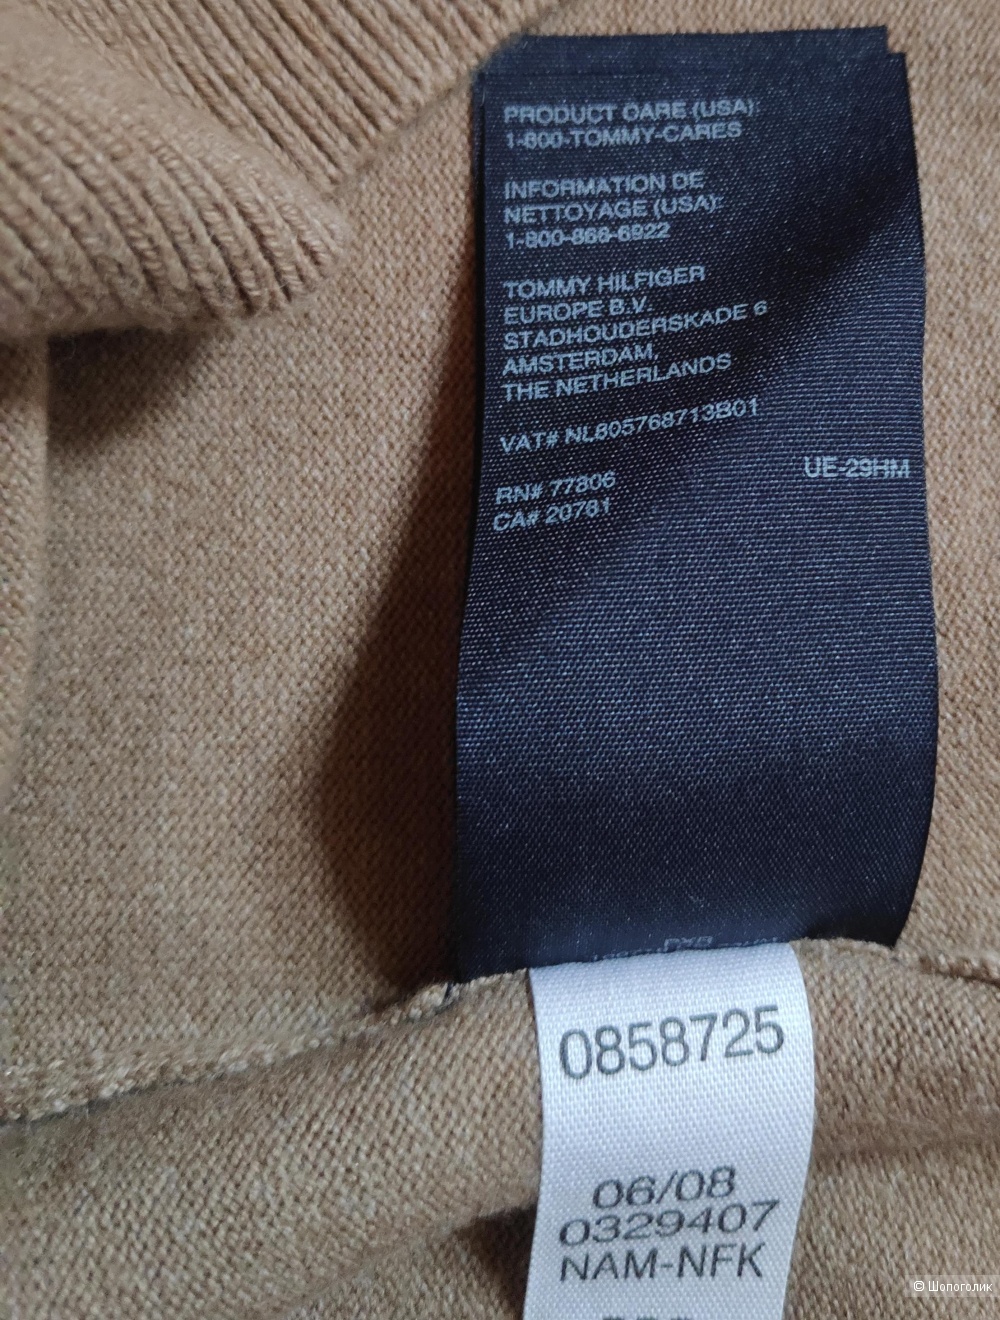 PRODUCT CARE (USA):
1-800-TOMMY-CARES
INFORMATION DE
NETTOYAGE (USA):
1-800-866-6922
TOMMY HILFIGER
EUROPE B.V.
STADHOUDERSKADE 6
AMSTERDAM,
THE NETHERLANDS
VAT# NL805768713B01
UE-29HM
RN# 77806
CA# 20781
0858725
06/08
0329407
NAM-NFK
© Шопоголик